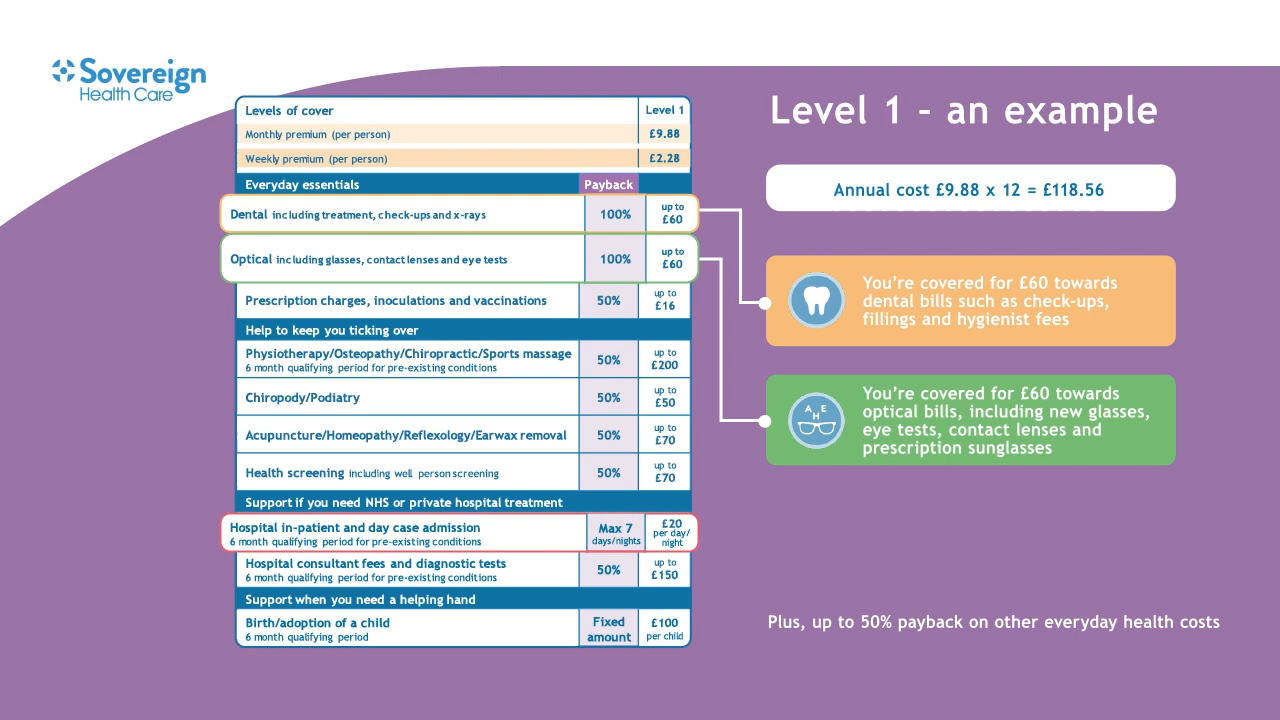 Sovereign
Health Care
Levels of cover Level 1
Monthly premium (per person) £9.88
Weekly premium (per person) £2.28
Everyday essentials Payback
Dental including treatment, check-ups and x-rays 100% up to £60
Optical including glasses, contact lenses and eye tests 100% up to £60
Prescription charges, inoculations and vaccinations 50% up to £16
Help to keep you ticking over
Physiotherapy/Osteopathy/Chiropractic/Sports massage 50% up to £200
6 month qualifying period for pre-existing conditions
Chiropody/Podiatry 50% up to £50
Acupuncture/Homeopathy/Reflexology/Earwax removal 50% up to £70
Health screening including well person screening 50% up to £70
Support if you need NHS or private hospital treatment
Hospital in-patient and day case admission Max 7 days/nights £20 per day/ night
6 month qualifying period for pre-existing conditions
Hospital consultant fees and diagnostic tests 50% up to £150
6 month qualifying period for pre-existing conditions
Support when you need a helping hand
Birth/adoption of a child Fixed amount £100 per child
6 month qualifying period
Level 1 - an example
Annual cost £9.88 x 12 = £118.56
You're covered for £60 towards
dental bills such as check-ups,
fillings and hygienist fees
A E
H
You're covered for £60 towards
optical bills, including new glasses,
eye tests, contact lenses and
prescription sunglasses
Plus, up to 50% payback on other everyday health costs